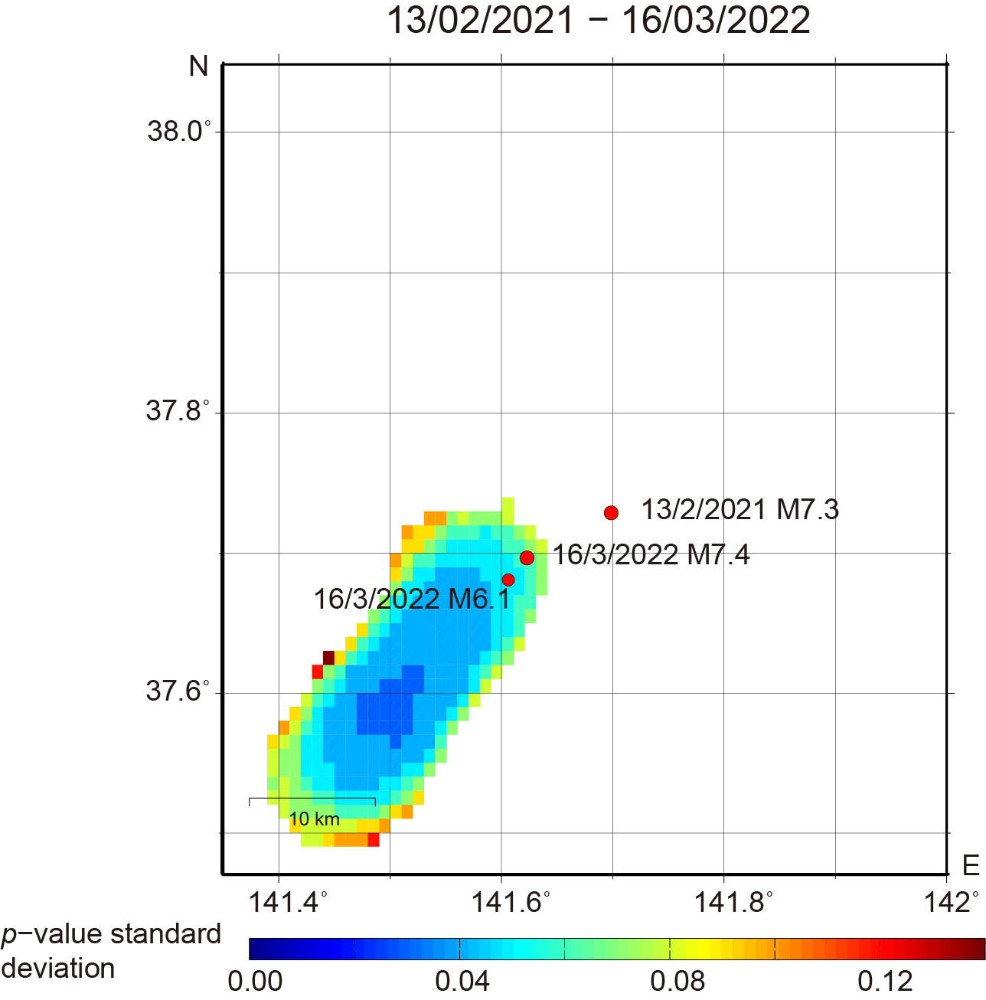 13/02/2021 − 16/03/2022
N
38.0°
37.8°
13/2/2021 M7.3
16/3/2022 M7.4
16/3/2022 M6.1
37.6°
10 km
E
141.4° 141.6° 141.8° 142°
p−value standard
deviation
0.00 0.04 0.08 0.12